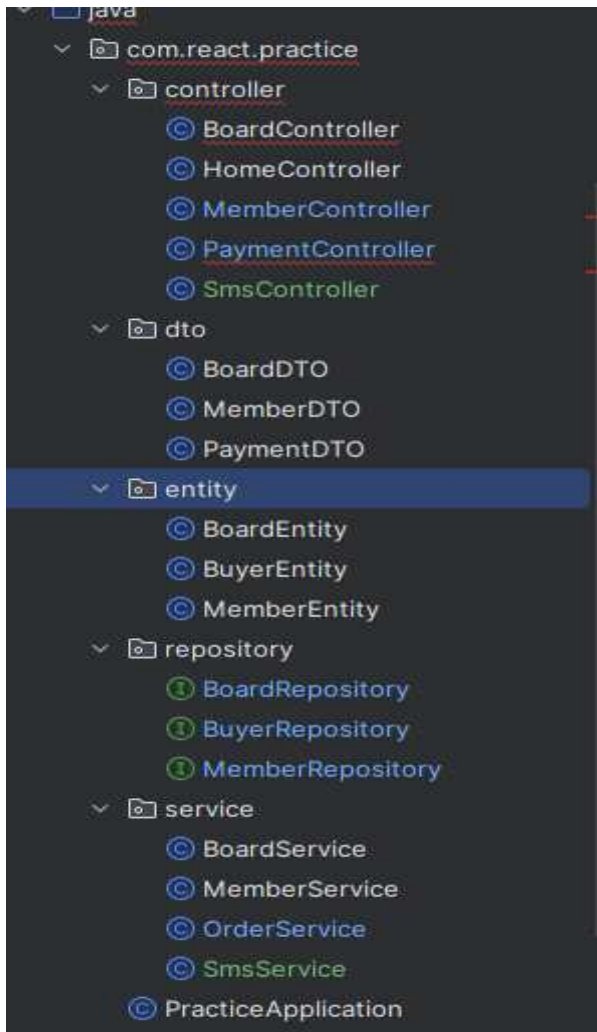 java
com.react.practice
controller
BoardController
HomeController
MemberController
PaymentController
SmsController
dto
BoardDTO
MemberDTO
PaymentDTO
entity
BoardEntity
BuyerEntity
MemberEntity
repository
BoardRepository
BuyerRepository
MemberRepository
service
BoardService
MemberService
OrderService
SmsService
PracticeApplication